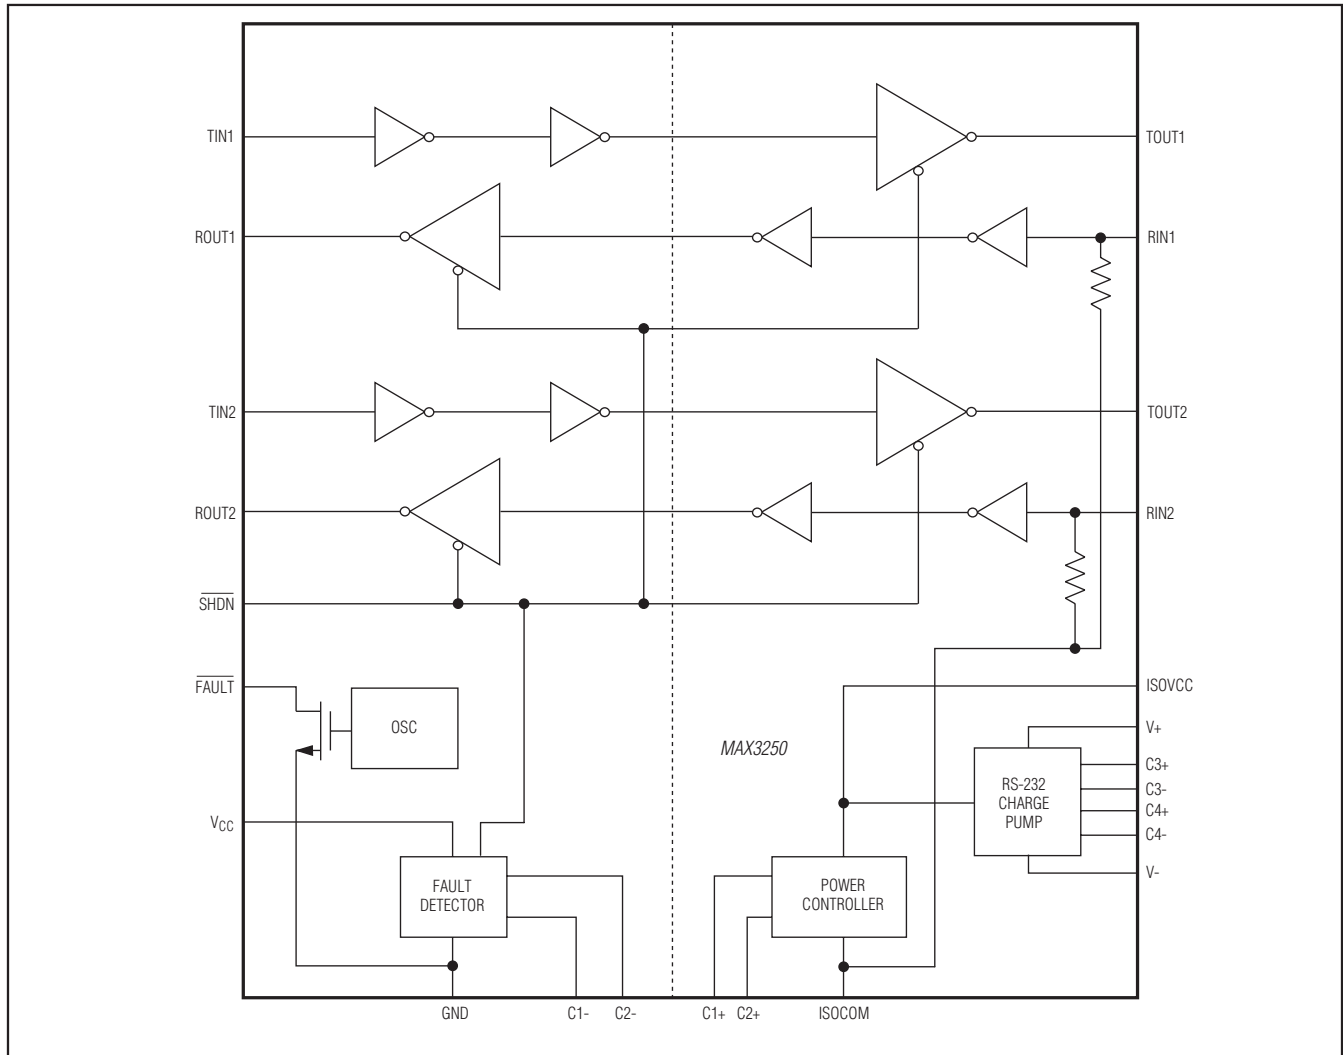 TIN1
TOUT1
ROUT1
RIN1
TIN2
TOUT2
ROUT2
RIN2
SHDN
FAULT
ISOVCC
OSC
MAX3250
V+
RS-232
CHARGE
PUMP
C3+
C3-
C4+
C4-
V-
VCC
FAULT
DETECTOR
POWER
CONTROLLER
GND
C1-
C2-
C1+
C2+
ISOCOM